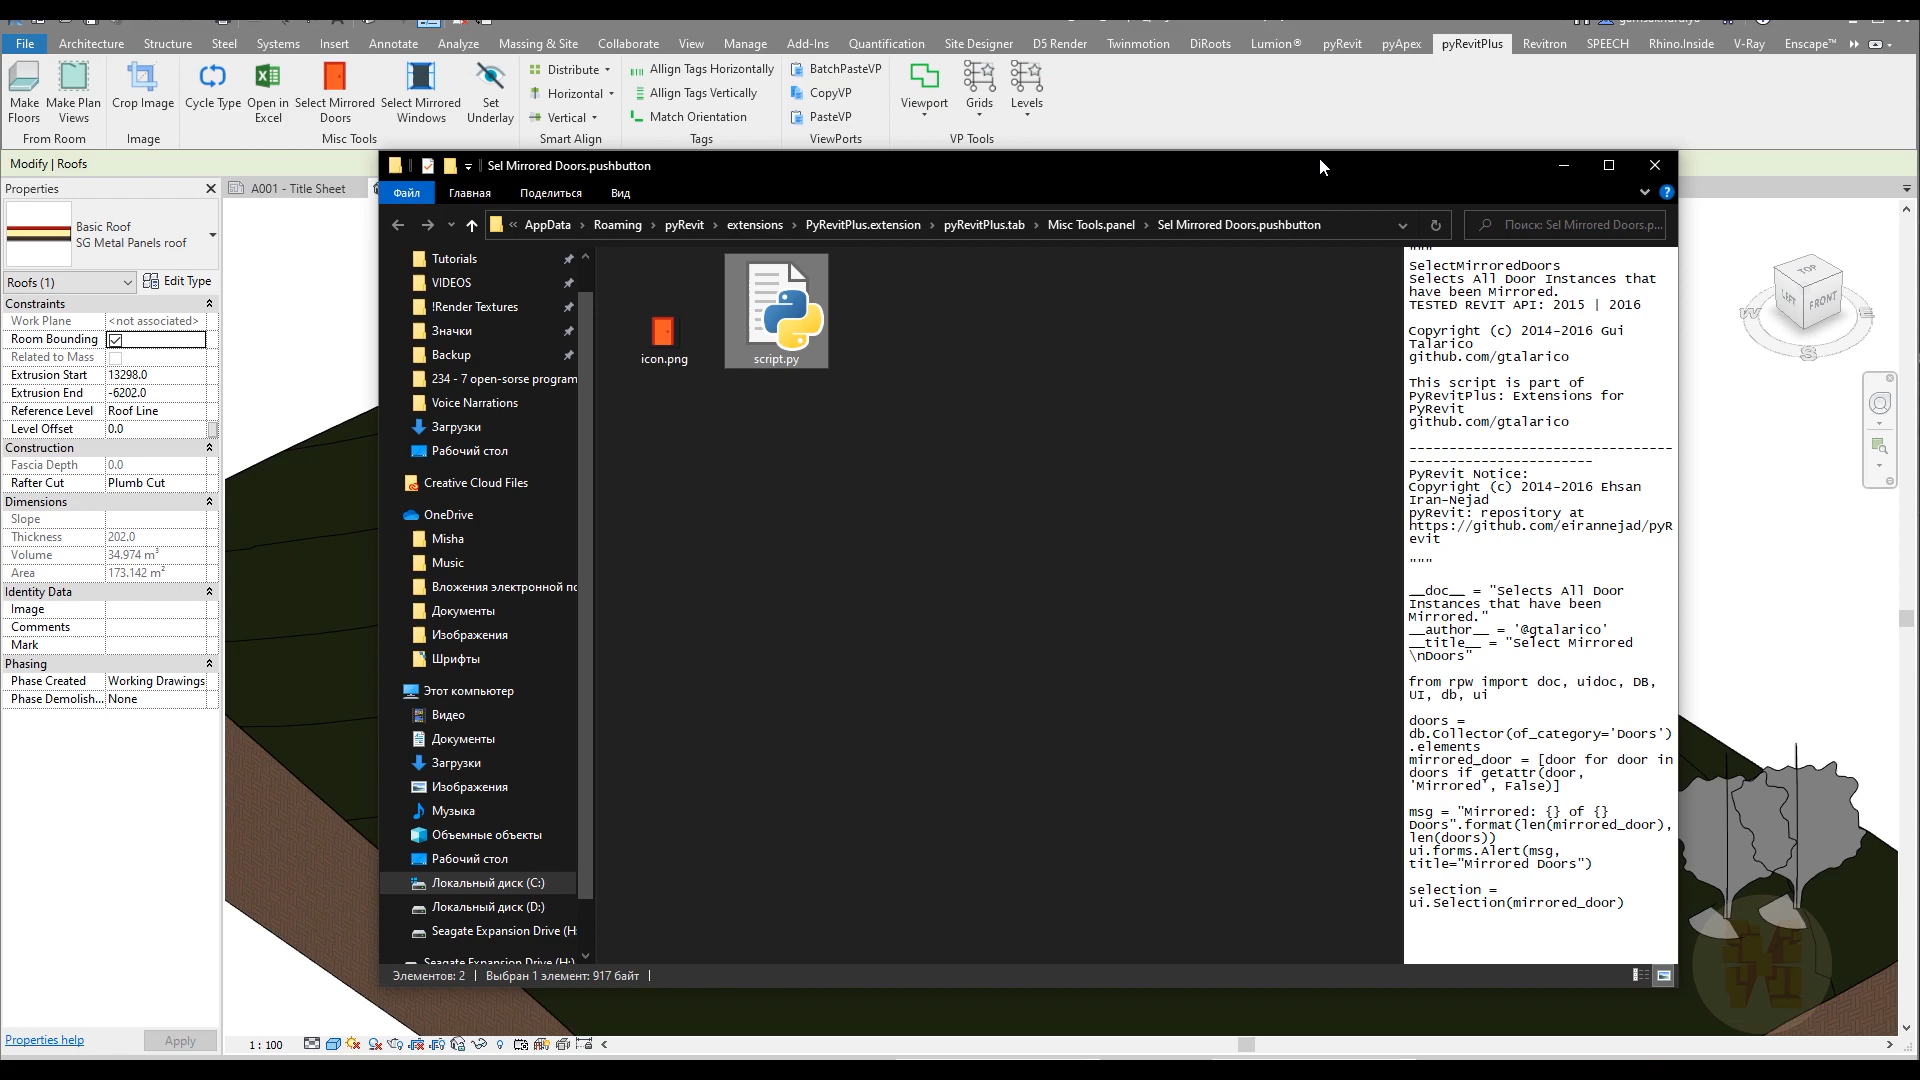 File Architecture Structure Steel Systems Insert Annotate Analyze Massing & Site Collaborate View Manage Add-Ins Quantification Site Designer D5 Render Twinmotion DiRoots Lumion® pyRevit pyApex pyRevitPlus Revitron SPEECH Rhino.Inside V-Ray Enscape™
Make Floors
Make Plan Views
Crop Image
Cycle Type
Open in Excel
Select Mirrored Doors
Select Mirrored Windows
Set Underlay
Distribute
Horizontal
Vertical
Allign Tags Horizontally
Allign Tags Vertically
Match Orientation
BatchPasteVP
CopyVP
PasteVP
Viewport
Grids
Levels
From Room
Image
Misc Tools
Smart Align
Tags
ViewPorts
VP Tools
Modify | Roofs
Properties
A001 - Title Sheet
Basic Roof
SG Metal Panels roof
Roofs (1)
Edit Type
Constraints
Work Plane <not associated>
Room Bounding
Related to Mass
Extrusion Start 13298.0
Extrusion End -6202.0
Reference Level Roof Line
Level Offset 0.0
Construction
Fascia Depth 0.0
Rafter Cut Plumb Cut
Dimensions
Slope
Thickness 202.0
Volume 34.974 m³
Area 173.142 m²
Identity Data
Image
Comments
Mark
Phasing
Phase Created Working Drawings
Phase Demolish... None
Properties help
Apply
Sel Mirrored Doors.pushbutton
Файл Главная Поделиться Вид
« AppData › Roaming › pyRevit › extensions › PyRevitPlus.extension › pyRevitPlus.tab › Misc Tools.panel › Sel Mirrored Doors.pushbutton
Поиск: Sel Mirrored Doors.p...
Tutorials
VIDEOS
!Render Textures
Значки
Backup
234 - 7 open-sorse program
Voice Narrations
Загрузки
Рабочий стол
Creative Cloud Files
OneDrive
Misha
Music
Вложения электронной по
Документы
Изображения
Шрифты
Этот компьютер
Видео
Документы
Загрузки
Изображения
Музыка
Объемные объекты
Рабочий стол
Локальный диск (C:)
Локальный диск (D:)
Seagate Expansion Drive (H:
Seagate Expansion Drive (H:)
icon.png
script.py
"""
SelectMirroredDoors
Selects All Door Instances that
have been Mirrored.
TESTED REVIT API: 2015 | 2016
Copyright (c) 2014-2016 Gui
Talarico
github.com/gtalarico
This script is part of
PyRevitPlus: Extensions for
PyRevit
github.com/gtalarico
----------------------------------
------------------------
PyRevit Notice:
Copyright (c) 2014-2016 Ehsan
Iran-Nejad
pyRevit: repository at
https://github.com/eirannejad/pyR
evit
"""
__doc__ = "Selects All Door
Instances that have been
Mirrored."
__author__ = '@gtalarico'
__title__ = "Select Mirrored
\nDoors"
from rpw import doc, uidoc, DB,
UI, db, ui
doors =
db.Collector(of_category='Doors')
.elements
mirrored_door = [door for door in
doors if getattr(door,
'Mirrored', False)]
msg = "Mirrored: {} of {}
Doors".format(len(mirrored_door),
len(doors))
ui.forms.Alert(msg,
title="Mirrored Doors")
selection =
ui.Selection(mirrored_door)
Элементов: 2 | Выбран 1 элемент: 917 байт |
TOP
LEFT
FRONT
W
E
S
1 : 100